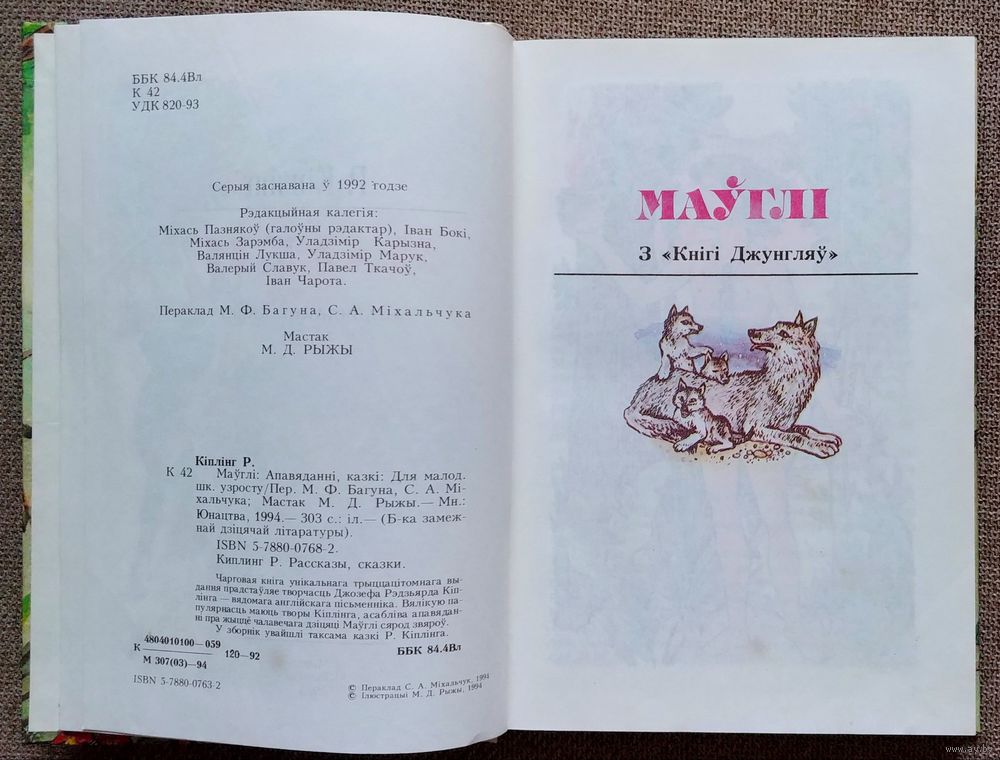 ББК 84.4Вл
К 42
УДК 820-93
Серыя заснавана ў 1992 годзе
Рэдакцыйная калегія:
Міхась Пазнякоў (галоўны рэдактар), Іван Бокі,
Міхась Зарэмба, Уладзімір Карызна,
Валянцін Лукша, Уладзімір Марук,
Валерый Славук, Павел Ткачоў,
Іван Чарота.
Пераклад М. Ф. Багуна, С. А. Міхальчука
Мастак
М. Д. РЫЖЫ
Кіплінг Р.
К 42 Маўглі: Апавяданні, казкі: Для малод.
шк. узросту/Пер. М. Ф. Багуна, С. А. Мі-
хальчука; Мастак М. Д. Рыжы.— Мн.:
Юнацтва, 1994.— 303 с.: іл.— (Б-ка замеж-
най дзіцячай літаратуры).
ISBN 5-7880-0768-2.
Киплинг Р. Рассказы, сказки.
Чарговая кніга унікальнага трыццацітомнага вы-
дання прадстаўляе творчасць Джозефа Рэдзьярда Кіп-
лінга — вядомага англійскага пісьменніка. Вялікую па-
пулярнасць маюць творы Кіплінга, асабліва апавядан-
ні пра жыццё чалавечага дзіцяці Маўглі сярод звяроў.
У зборнік увайшлі таксама казкі Р. Кіплінга.
К 4804010100—059
М 307(03)—94
120—92
ББК 84.4Вл
ISBN 5-7880-0763-2
© Пераклад С. А. Міхальчук, 1994
© Ілюстрацыі М. Д. Рыжы, 1994
МАЎГЛІ
З «Кнігі Джунгляў»
www.ay.by